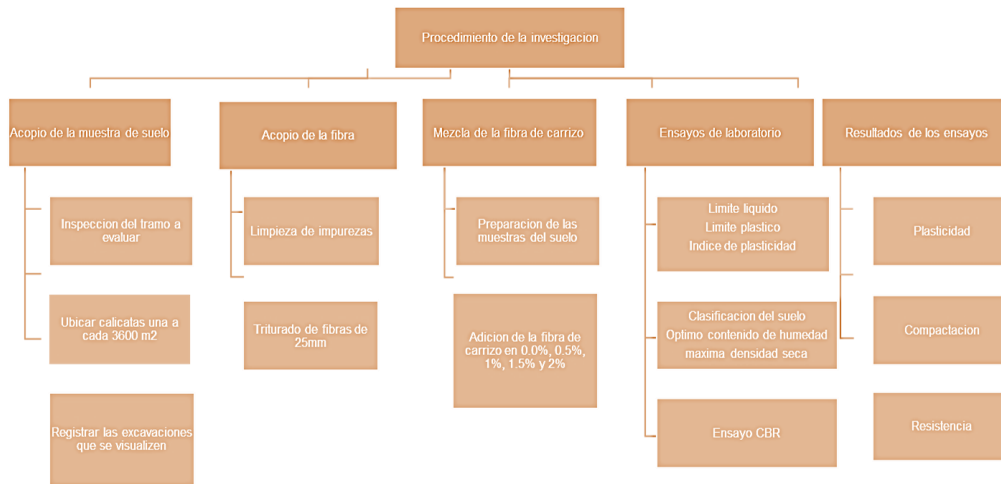 Procedimiento de la investigacion
Acopio de la muestra de suelo
Inspeccion del tramo a
evaluar
Ubicar calicatas una a
cada 3600 m2
Registrar las excavaciones
que se visualizen
Acopio de la fibra
Limpieza de impurezas
Triturado de fibras de
25mm
Mezcla de la fibra de carrizo
Preparacion de las
muestras del suelo
Adicion de la fibra de
carrizo en 0.0%, 0.5%,
1%, 1.5% y 2%
Ensayos de laboratorio
Limite liquido
Limite plastico
Indice de plasticidad
Clasificacion del suelo
Optimo contenido de humedad
maxima densidad seca
Ensayo CBR
Resultados de los ensayos
Plasticidad
Compactacion
Resistencia